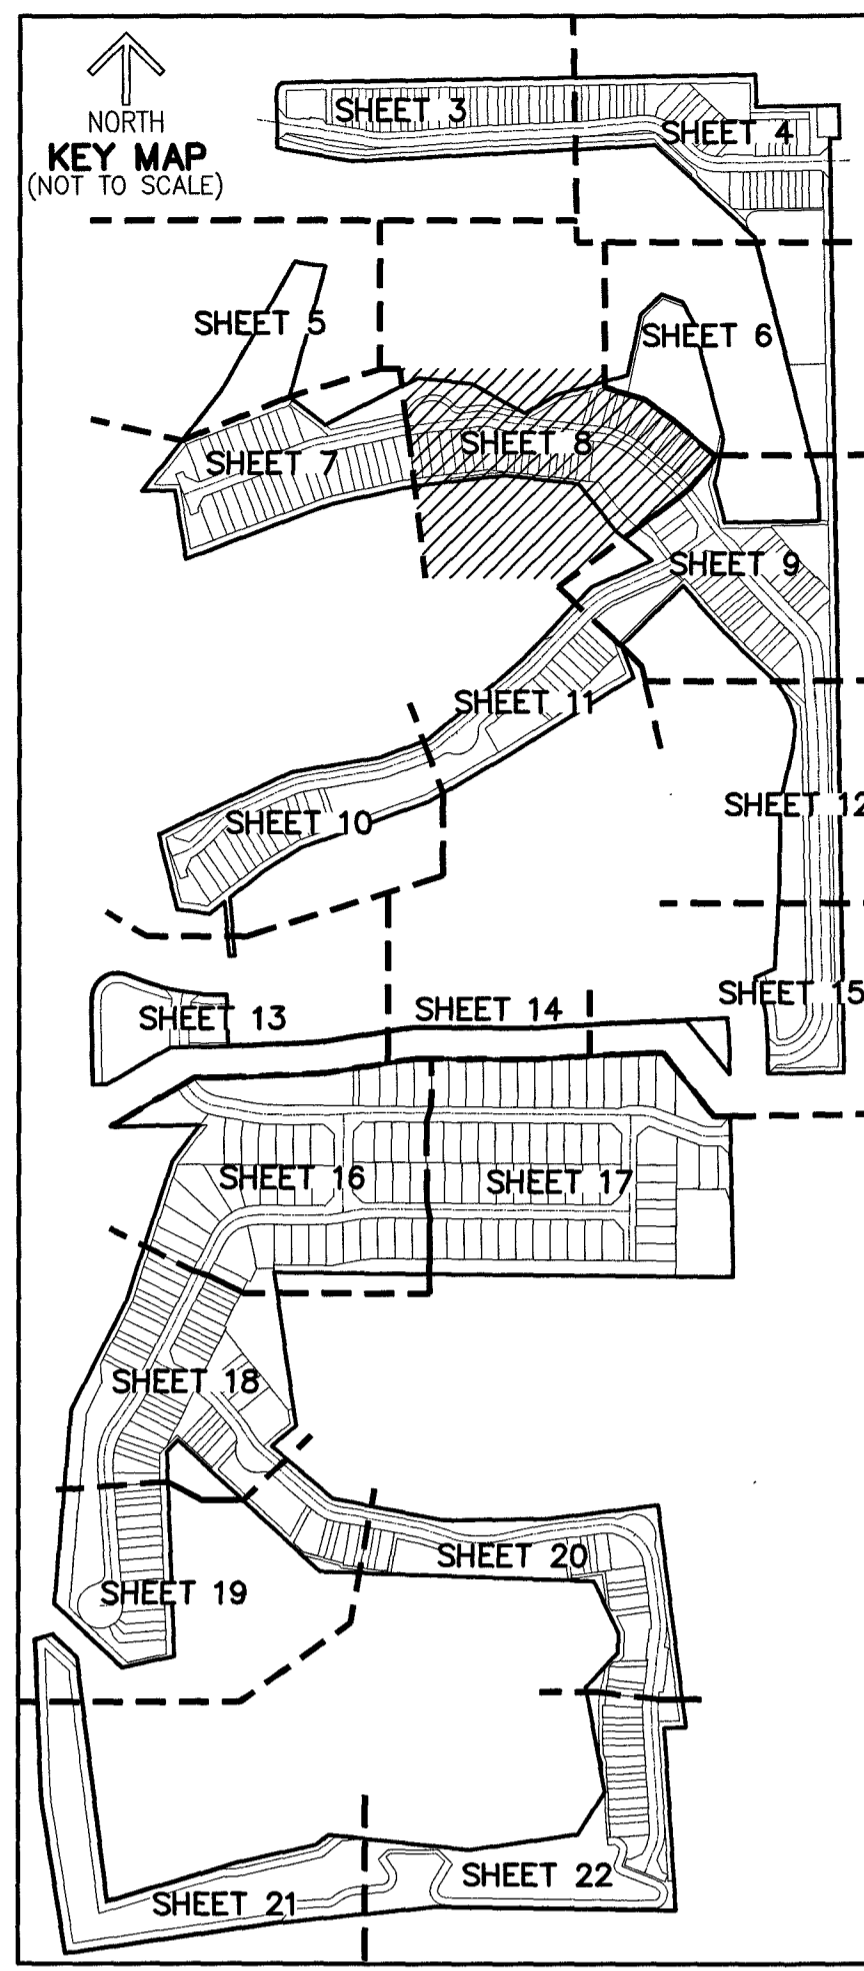 NORTH
KEY MAP
(NOT TO SCALE)
SHEET 3
SHEET 4
SHEET 5
SHEET 6
SHEET 7
SHEET 8
SHEET 9
SHEET 11
SHEET 10
SHEET 12
SHEET 13
SHEET 14
SHEET 15
SHEET 16
SHEET 17
SHEET 18
SHEET 20
SHEET 19
SHEET 21
SHEET 22